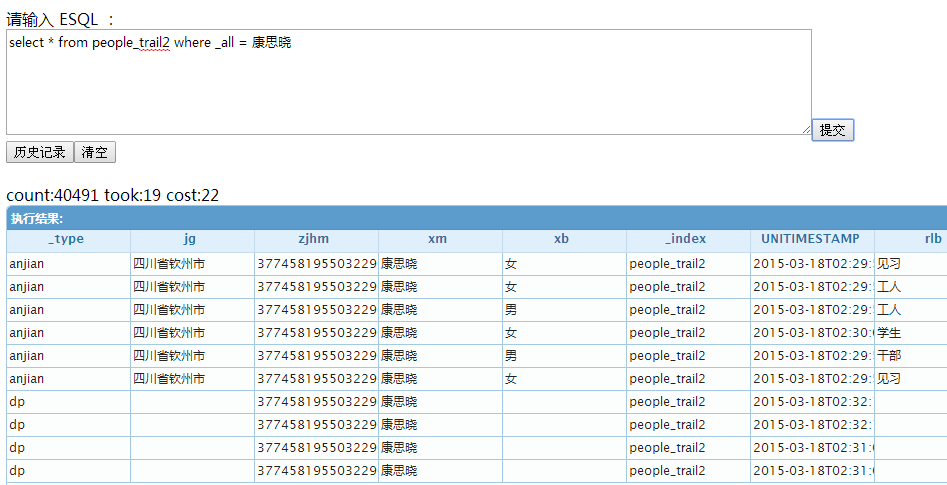 请输入 ESQL ：
select * from people_trail2 where _all = 康思晓
提交
历史记录 清空
count:40491 took:19 cost:22
执行结果:
_type jg zjhm xm xb _index UNITIMESTAMP rlb
anjian 四川省钦州市 377458195503229 康思晓 女 people_trail2 2015-03-18T02:29: 见习
anjian 四川省钦州市 377458195503229 康思晓 女 people_trail2 2015-03-18T02:29: 工人
anjian 四川省钦州市 377458195503229 康思晓 男 people_trail2 2015-03-18T02:29: 工人
anjian 四川省钦州市 377458195503229 康思晓 女 people_trail2 2015-03-18T02:30: 学生
anjian 四川省钦州市 377458195503229 康思晓 男 people_trail2 2015-03-18T02:29: 干部
anjian 四川省钦州市 377458195503229 康思晓 女 people_trail2 2015-03-18T02:29: 见习
dp 377458195503229 康思晓 people_trail2 2015-03-18T02:32:
dp 377458195503229 康思晓 people_trail2 2015-03-18T02:32:
dp 377458195503229 康思晓 people_trail2 2015-03-18T02:31:
dp 377458195503229 康思晓 people_trail2 2015-03-18T02:31: